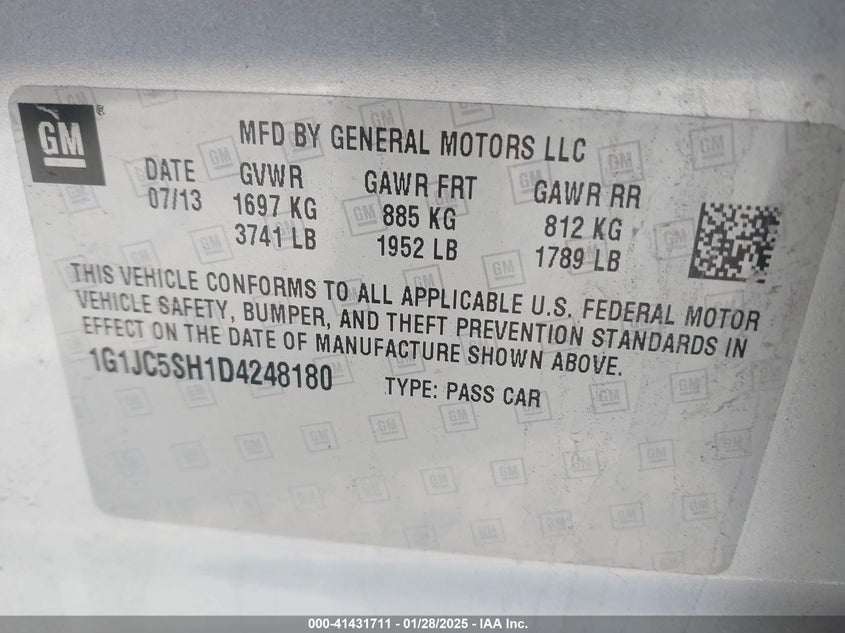 GM
MFD BY GENERAL MOTORS LLC
DATE GVWR GAWR FRT GAWR RR
07/13 1697 KG 885 KG 812 KG
3741 LB 1952 LB 1789 LB
THIS VEHICLE CONFORMS TO ALL APPLICABLE U.S. FEDERAL MOTOR
VEHICLE SAFETY, BUMPER, AND THEFT PREVENTION STANDARDS IN
EFFECT ON THE DATE OF MANUFACTURE SHOWN ABOVE.
1G1JC5SH1D4248180 TYPE: PASS CAR
000-41431711 - 01/28/2025 - IAA Inc.